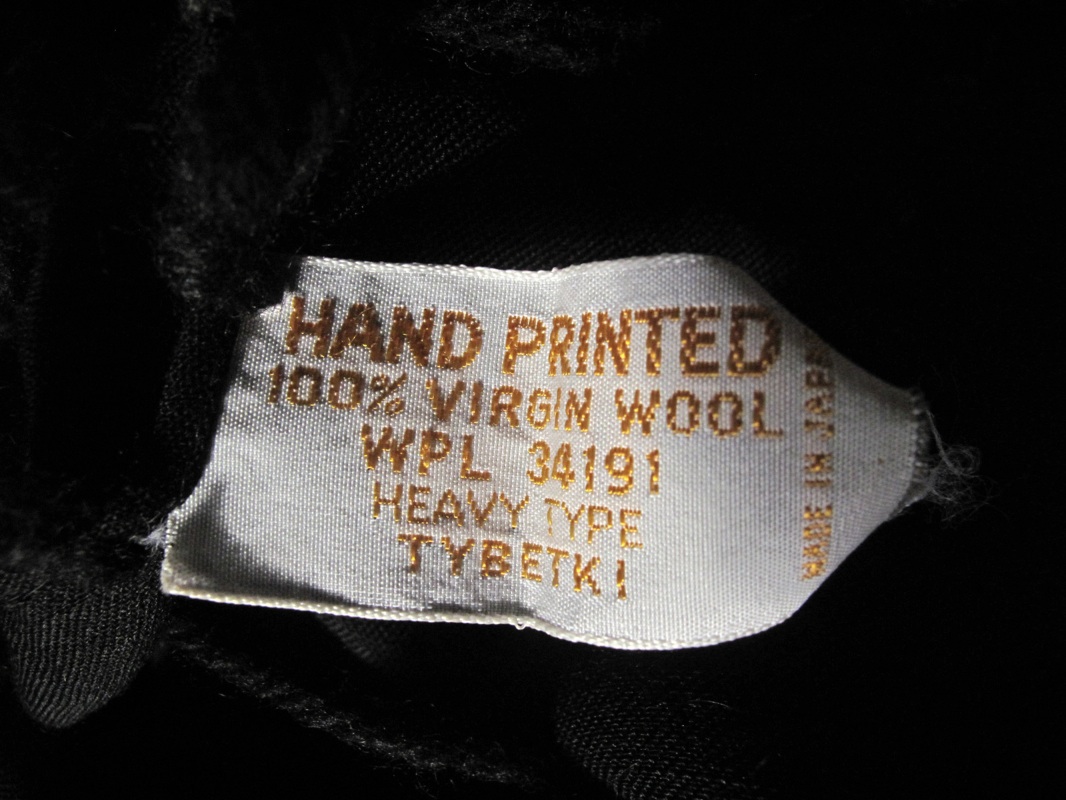 HAND PRINTED
100% VIRGIN WOOL
WPL 34191
HEAVY TYPE
TYBETKI
MADE IN JAPAN